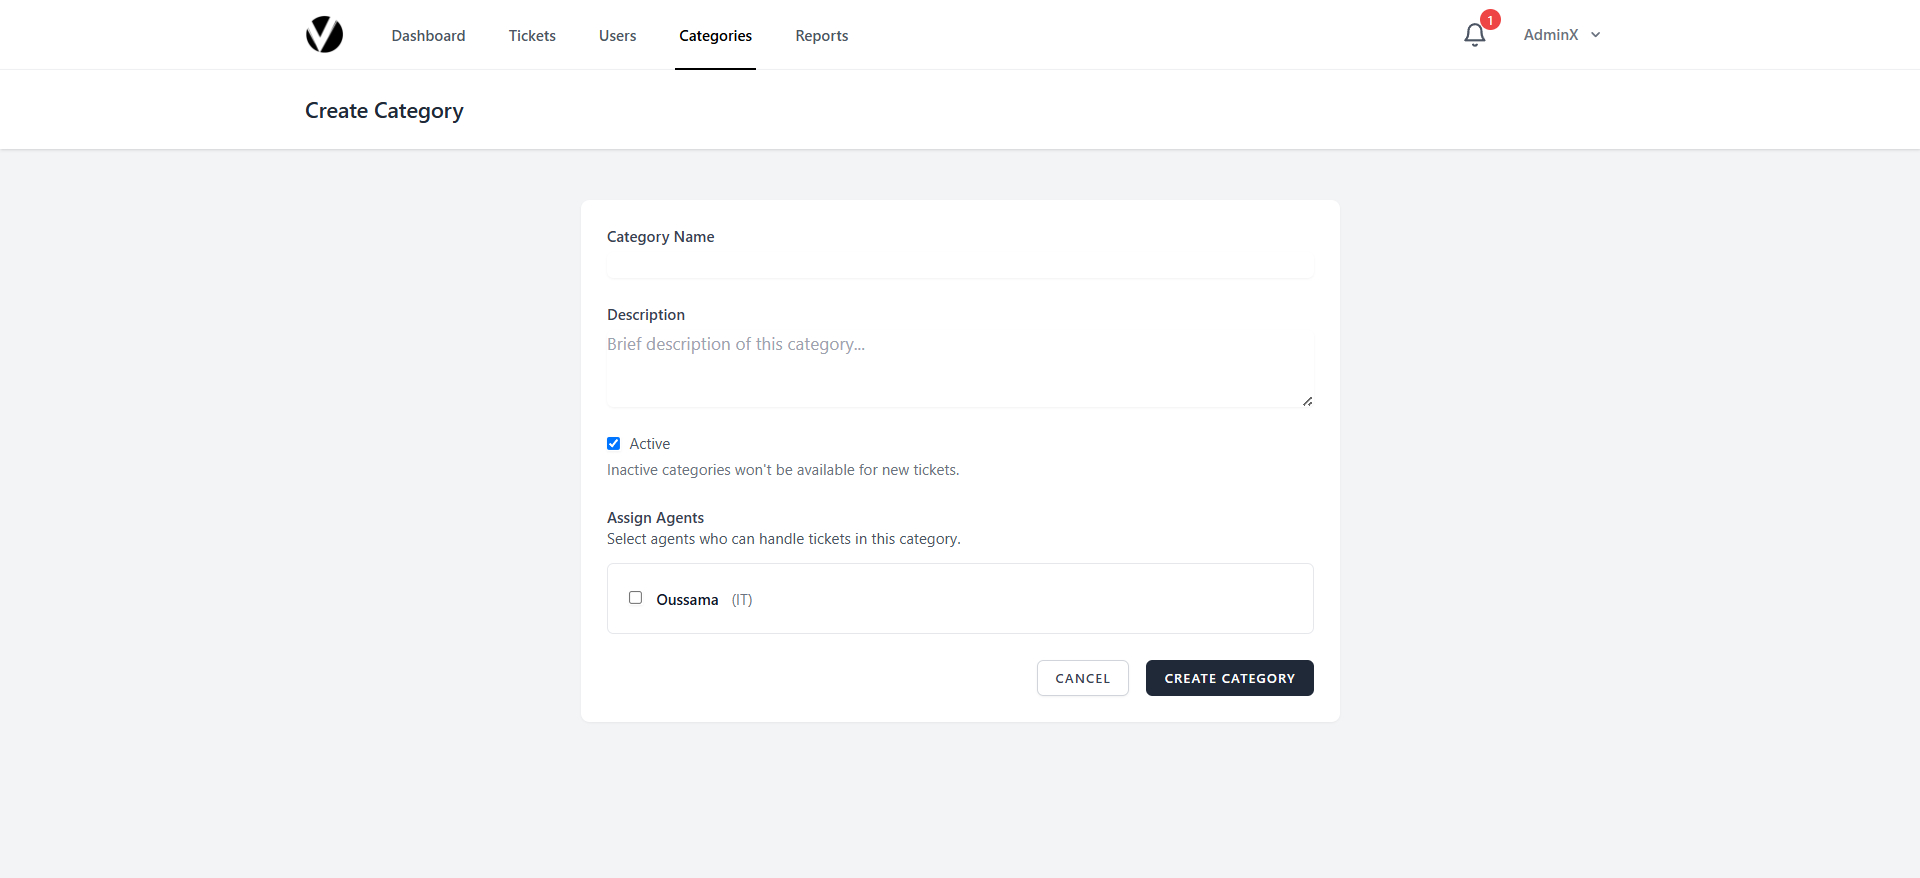 Dashboard Tickets Users Categories Reports 1 AdminX
Create Category
Category Name
Description
Brief description of this category...
Active
Inactive categories won't be available for new tickets.
Assign Agents
Select agents who can handle tickets in this category.
Oussama (IT)
CANCEL CREATE CATEGORY